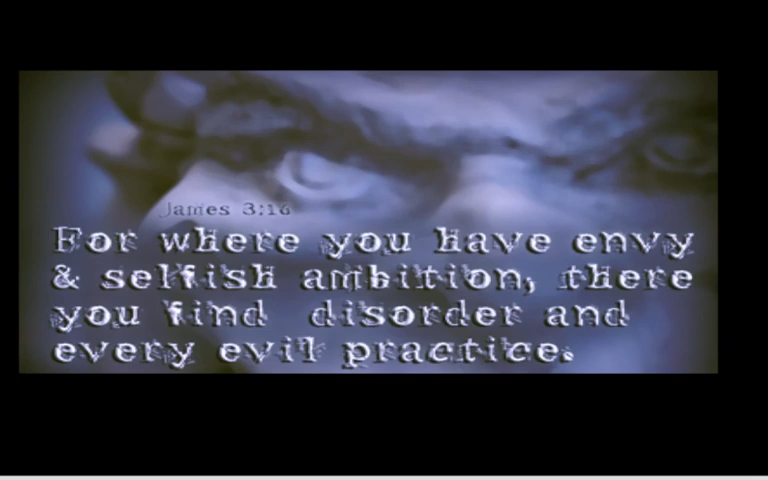 James 3:16
For where you have envy
& selfish ambition, there
you find disorder and
every evil practice.